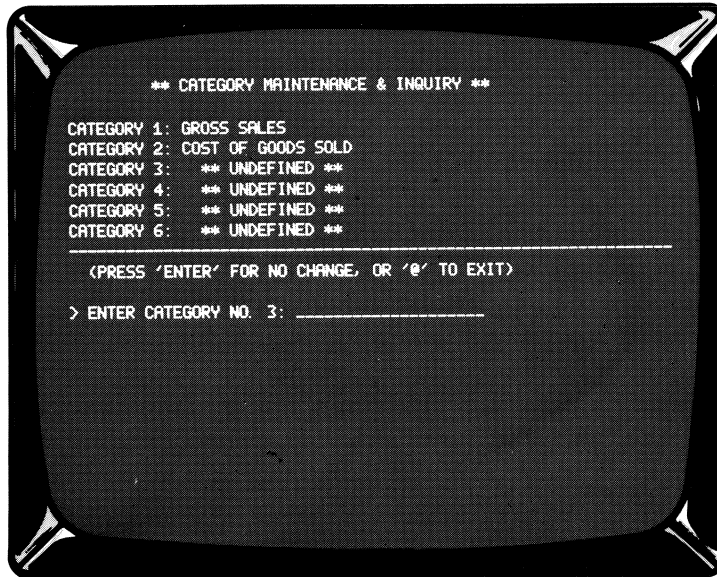 ** CATEGORY MAINTENANCE & INQUIRY **
CATEGORY 1: GROSS SALES
CATEGORY 2: COST OF GOODS SOLD
CATEGORY 3: ** UNDEFINED **
CATEGORY 4: ** UNDEFINED **
CATEGORY 5: ** UNDEFINED **
CATEGORY 6: ** UNDEFINED **
(PRESS 'ENTER' FOR NO CHANGE, OR '@' TO EXIT)
> ENTER CATEGORY NO. 3: ____________________